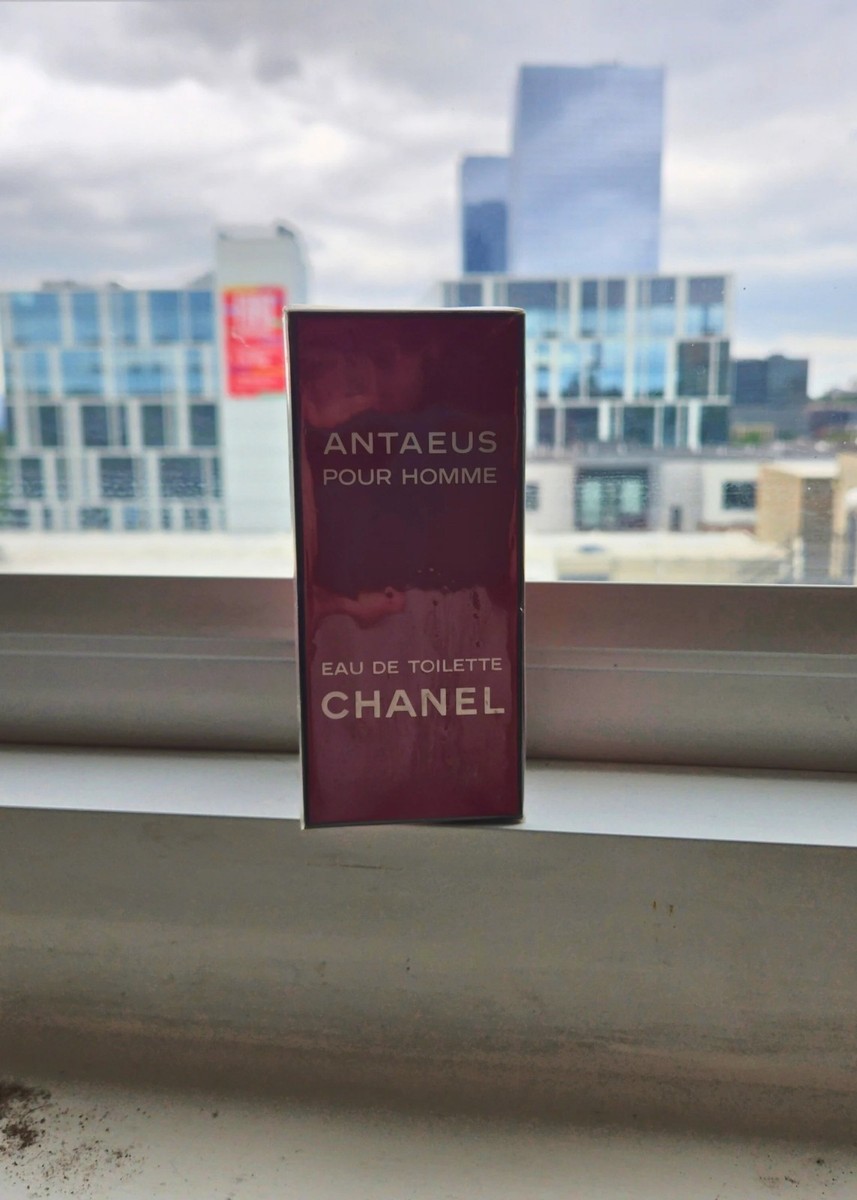 ANTAEUS
POUR HOMME
EAU DE TOILETTE
CHANEL